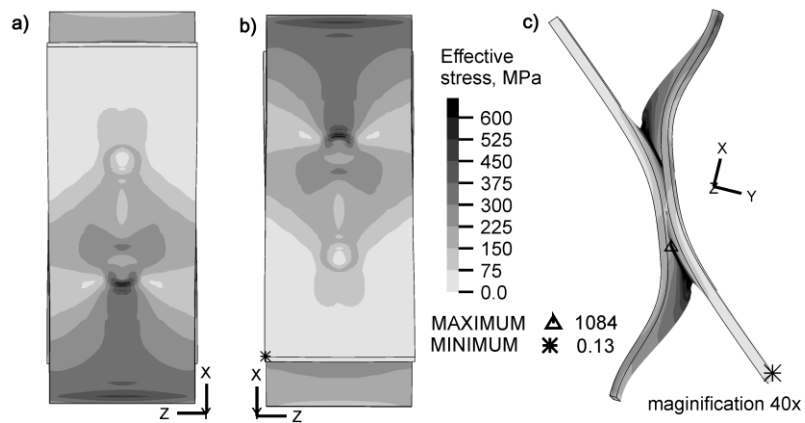 a)
X
Z
Y
b)
X
Z
Y
Effective
stress, MPa
600
525
450
375
300
225
150
75
0.0
MAXIMUM 1084
MINIMUM 0.13
c)
X
Z
Y
maginification 40x